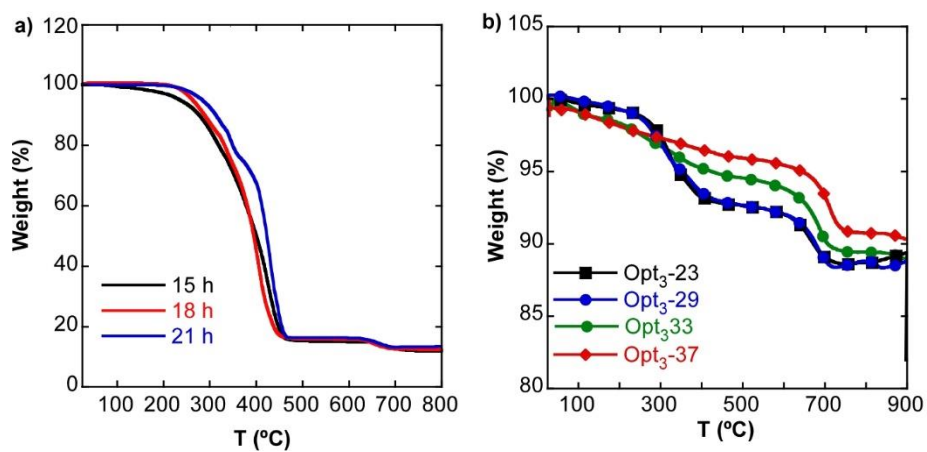 a)
120
100
80
60
40
20
0
Weight (%)
15 h
18 h
21 h
100 200 300 400 500 600 700 800
T (ºC)
b)
105
100
95
90
85
80
Weight (%)
Opt3-23
Opt3-29
Opt333
Opt3-37
100 300 500 700 900
T (ºC)